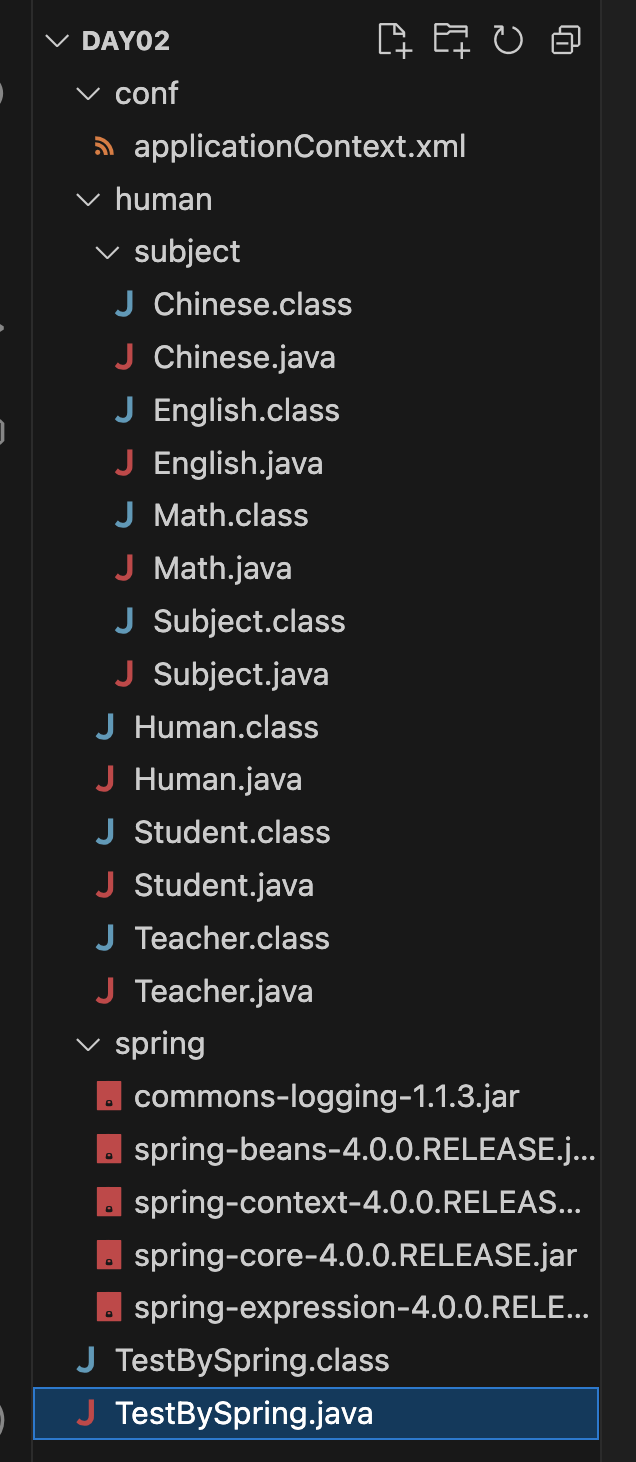 DAY02
conf
applicationContext.xml
human
subject
Chinese.class
Chinese.java
English.class
English.java
Math.class
Math.java
Subject.class
Subject.java
Human.class
Human.java
Student.class
Student.java
Teacher.class
Teacher.java
spring
commons-logging-1.1.3.jar
spring-beans-4.0.0.RELEASE.j...
spring-context-4.0.0.RELEAS...
spring-core-4.0.0.RELEASE.jar
spring-expression-4.0.0.RELE...
TestBySpring.class
TestBySpring.java